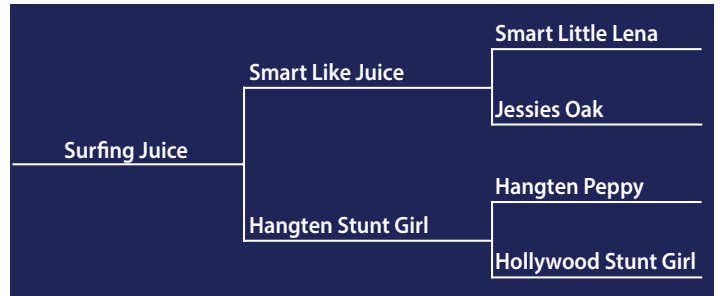 Smart Little Lena
Smart Like Juice
Jessies Oak
Surfing Juice
Hangten Peppy
Hangten Stunt Girl
Hollywood Stunt Girl